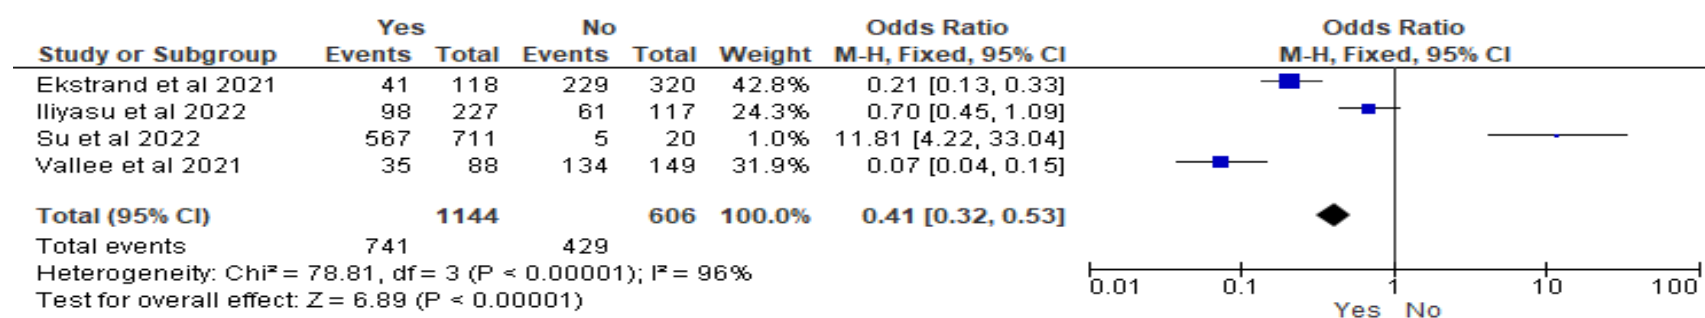 Yes No Odds Ratio Odds Ratio
Study or Subgroup Events Total Events Total Weight M-H, Fixed, 95% CI M-H, Fixed, 95% CI
Ekstrand et al 2021 41 118 229 320 42.8% 0.21 [0.13, 0.33]
Iliyasu et al 2022 98 227 61 117 24.3% 0.70 [0.45, 1.09]
Su et al 2022 567 711 5 20 1.0% 11.81 [4.22, 33.04]
Vallee et al 2021 35 88 134 149 31.9% 0.07 [0.04, 0.15]
Total (95% CI) 1144 606 100.0% 0.41 [0.32, 0.53]
Total events 741 429
Heterogeneity: Chi² = 78.81, df = 3 (P < 0.00001); I² = 96%
Test for overall effect: Z = 6.89 (P < 0.00001)
0.01 0.1 1 10 100
Yes No